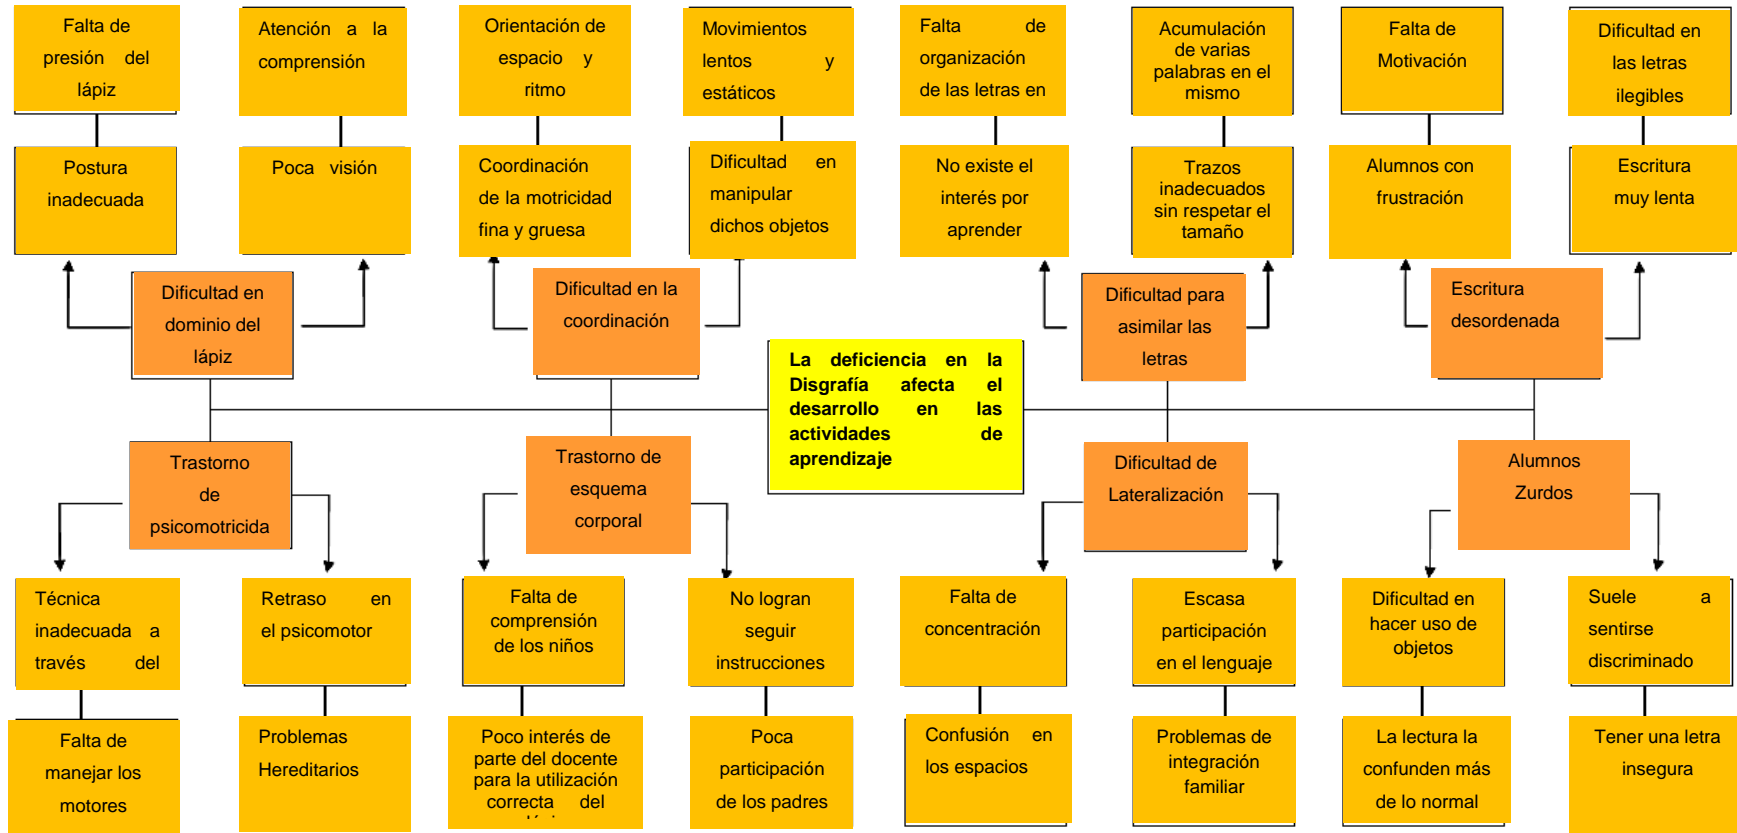 Falta de
presión del
lápiz
Atención a la
comprensión
Orientación de
espacio y
ritmo
Movimientos
lentos y
estáticos
Falta de
organización
de las letras en
Acumulación
de varias
palabras en el
mismo
Falta de
Motivación
Dificultad en
las letras
ilegibles
Postura
inadecuada
Poca visión
Coordinación
de la motricidad
fina y gruesa
Dificultad en
manipular
dichos objetos
No existe el
interés por
aprender
Trazos
inadecuados
sin respetar el
tamaño
Alumnos con
frustración
Escritura
muy lenta
Dificultad en
dominio del
lápiz
Dificultad en la
coordinación
Dificultad para
asimilar las
letras
Escritura
desordenada
La deficiencia en la
Disgrafía afecta el
desarrollo en las
actividades de
aprendizaje
Trastorno
de
psicomotricida
Trastorno de
esquema
corporal
Dificultad de
Lateralización
Alumnos
Zurdos
Técnica
inadecuada a
través del
Retraso en
el psicomotor
Falta de
comprensión
de los niños
No logran
seguir
instrucciones
Falta de
concentración
Escasa
participación
en el lenguaje
Dificultad en
hacer uso de
objetos
Suele a
sentirse
discriminado
Falta de
manejar los
motores
Problemas
Hereditarios
Poco interés de
parte del docente
para la utilización
correcta del
Poca
participación
de los padres
Confusión en
los espacios
Problemas de
integración
familiar
La lectura la
confunden más
de lo normal
Tener una letra
insegura